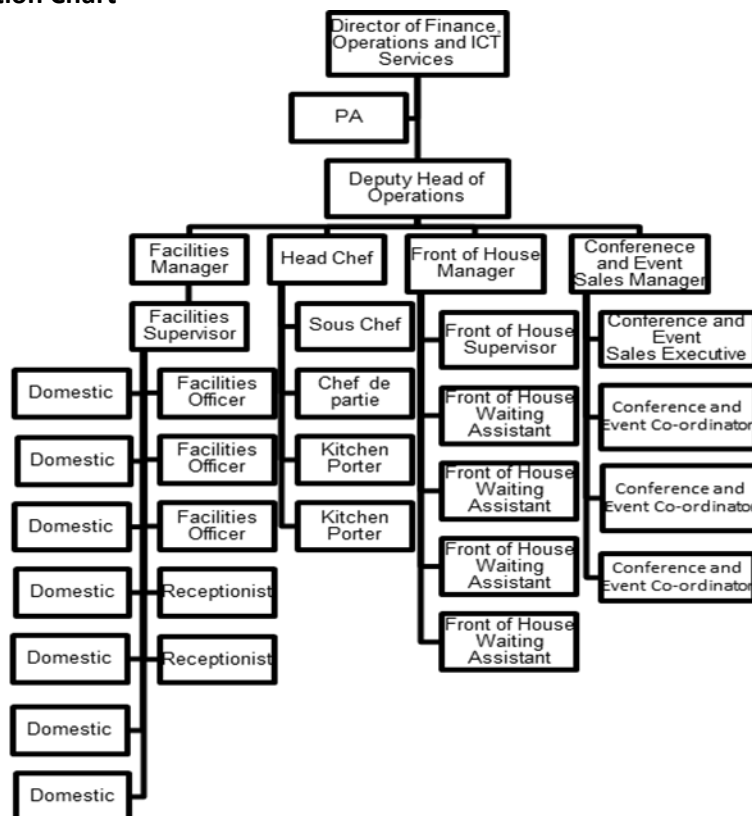 tion Chart
Director of Finance,
Operations and ICT
Services
PA
Deputy Head of
Operations
Facilities
Manager
Head Chef
Front of House
Manager
Conferenece
and Event
Sales Manager
Facilities
Supervisor
Sous Chef
Front of House
Supervisor
Conference and
Event
Sales Executive
Domestic
Facilities
Officer
Chef de
partie
Front of House
Waiting
Assistant
Conference and
Event Co-ordinator
Domestic
Facilities
Officer
Kitchen
Porter
Front of House
Waiting
Assistant
Conference and
Event Co-ordinator
Domestic
Facilities
Officer
Kitchen
Porter
Front of House
Waiting
Assistant
Conference and
Event Co-ordinator
Domestic
Receptionist
Front of House
Waiting
Assistant
Domestic
Receptionist
Domestic
Domestic